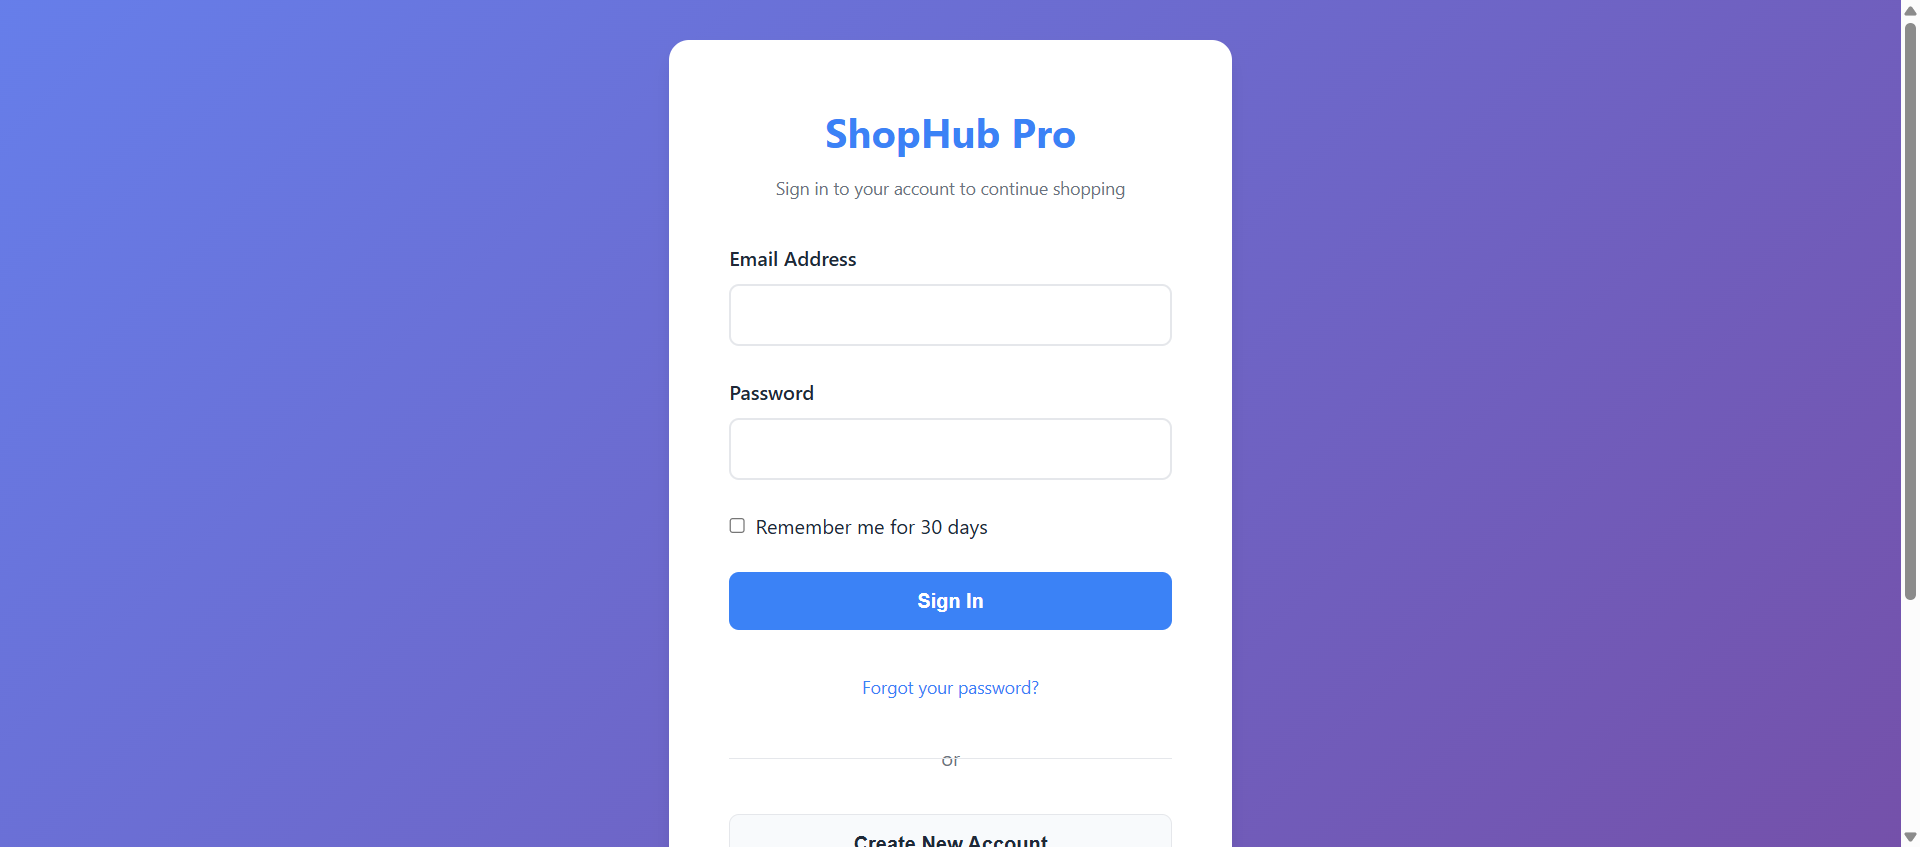 ShopHub Pro
Sign in to your account to continue shopping
Email Address
Password
Remember me for 30 days
Sign In
Forgot your password?
or
Create New Account